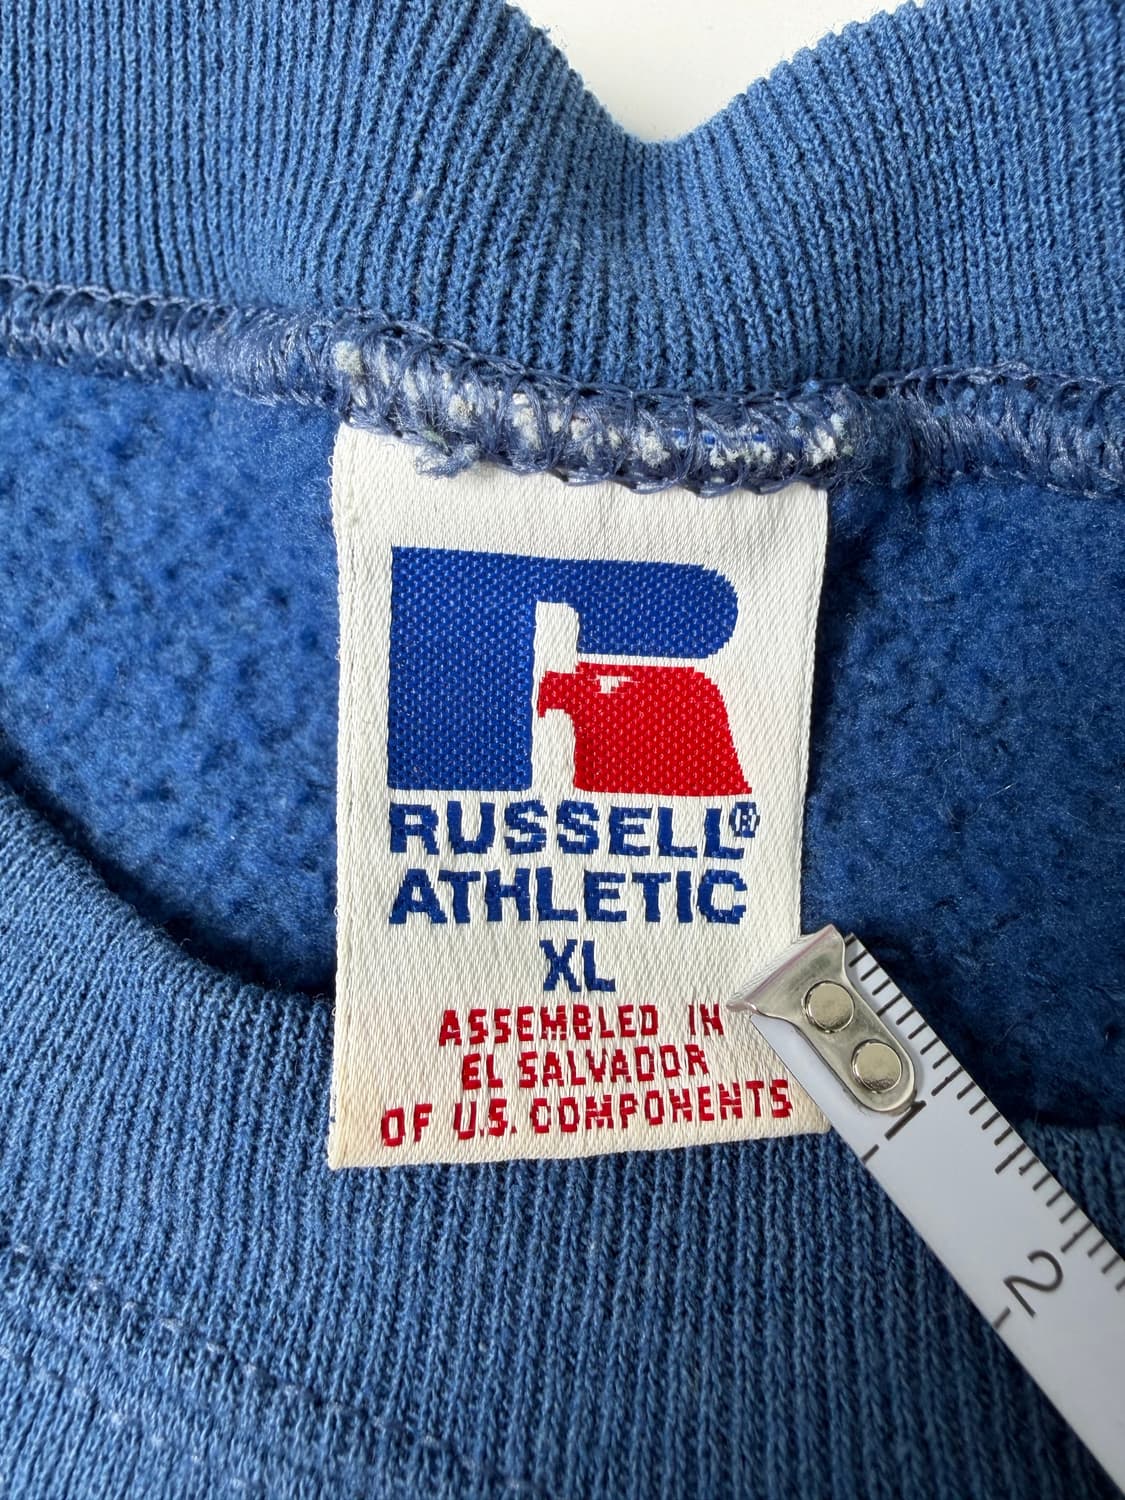 RUSSELL®
ATHLETIC
XL
ASSEMBLED IN
EL SALVADOR
OF U.S. COMPONENTS
1
2